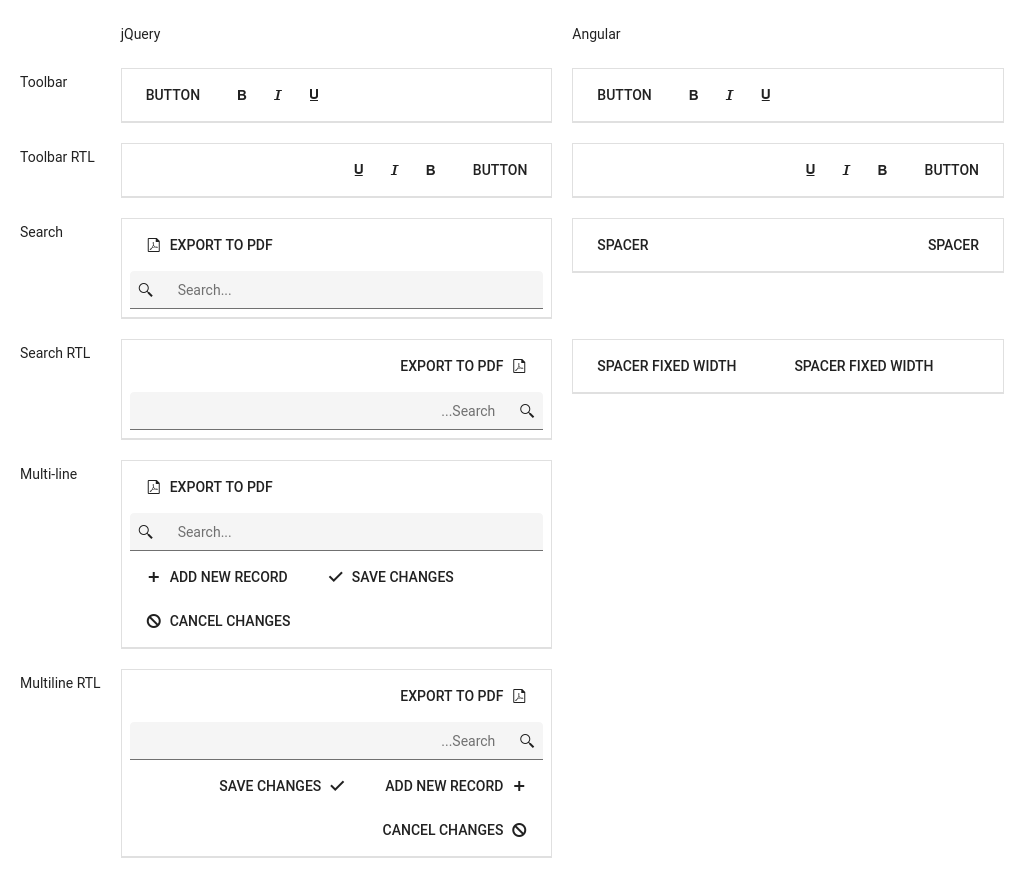 jQuery Angular
Toolbar BUTTON B I U BUTTON B I U
Toolbar RTL U I B BUTTON U I B BUTTON
Search EXPORT TO PDF SPACER SPACER
Search...
Search RTL EXPORT TO PDF SPACER FIXED WIDTH SPACER FIXED WIDTH
...Search
Multi-line EXPORT TO PDF
Search...
ADD NEW RECORD SAVE CHANGES
CANCEL CHANGES
Multiline RTL EXPORT TO PDF
...Search
SAVE CHANGES ADD NEW RECORD
CANCEL CHANGES